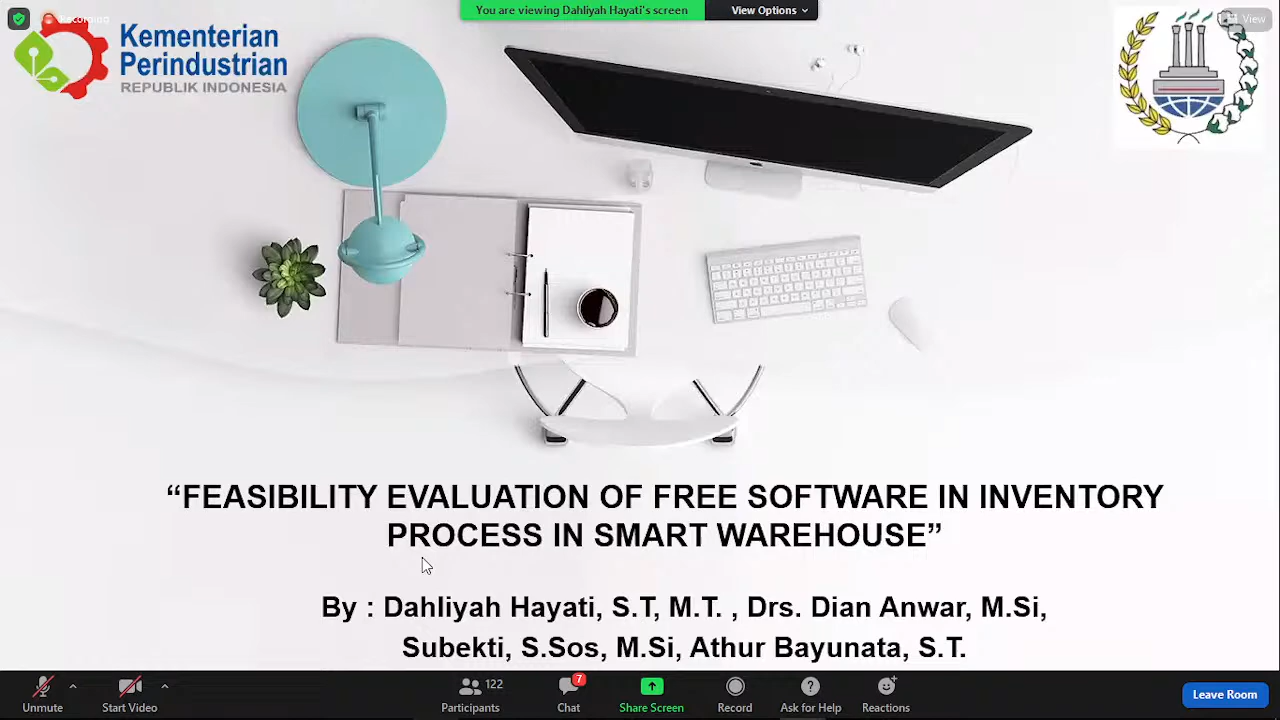 Recording
You are viewing Dahliyah Hayati's screen
View Options
View
Kementerian
Perindustrian
REPUBLIK INDONESIA
“FEASIBILITY EVALUATION OF FREE SOFTWARE IN INVENTORY
PROCESS IN SMART WAREHOUSE”
By : Dahliyah Hayati, S.T, M.T. , Drs. Dian Anwar, M.Si,
Subekti, S.Sos, M.Si, Athur Bayunata, S.T.
Unmute
Start Video
122
Participants
7
Chat
Share Screen
Record
Ask for Help
Reactions
Leave Room